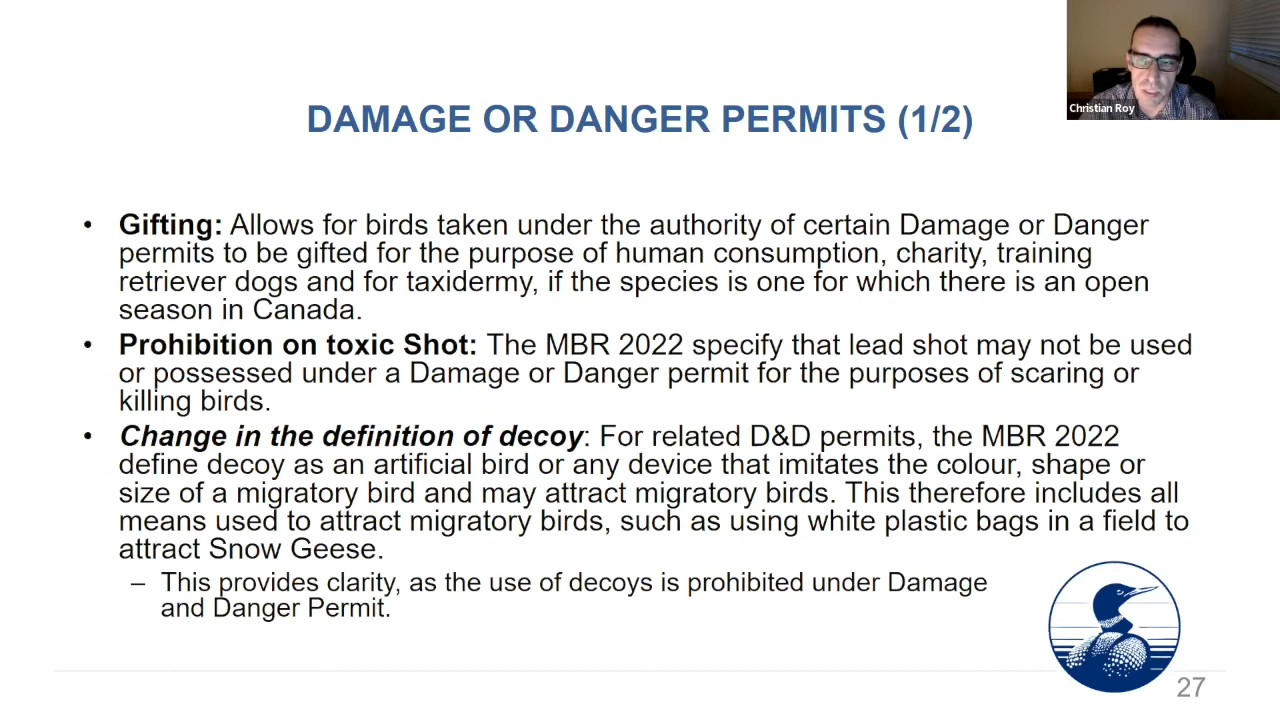 Christian Roy
DAMAGE OR DANGER PERMITS (1/2)
• Gifting: Allows for birds taken under the authority of certain Damage or Danger
permits to be gifted for the purpose of human consumption, charity, training
retriever dogs and for taxidermy, if the species is one for which there is an open
season in Canada.
• Prohibition on toxic Shot: The MBR 2022 specify that lead shot may not be used
or possessed under a Damage or Danger permit for the purposes of scaring or
killing birds.
• Change in the definition of decoy: For related D&D permits, the MBR 2022
define decoy as an artificial bird or any device that imitates the colour, shape or
size of a migratory bird and may attract migratory birds. This therefore includes all
means used to attract migratory birds, such as using white plastic bags in a field to
attract Snow Geese.
– This provides clarity, as the use of decoys is prohibited under Damage
and Danger Permit.
27